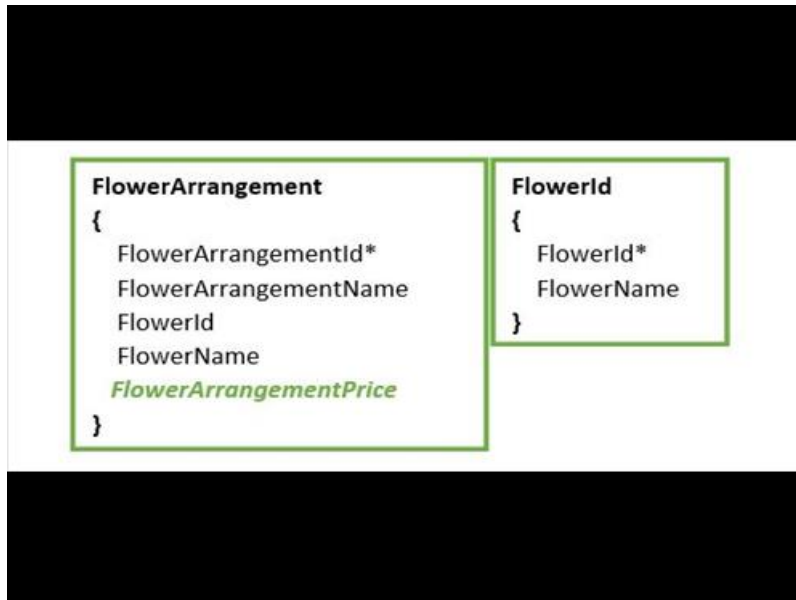 FlowerArrangement
{
FlowerArrangementId*
FlowerArrangementName
FlowerId
FlowerName
FlowerArrangementPrice
}
FlowerId
{
FlowerId*
FlowerName
}